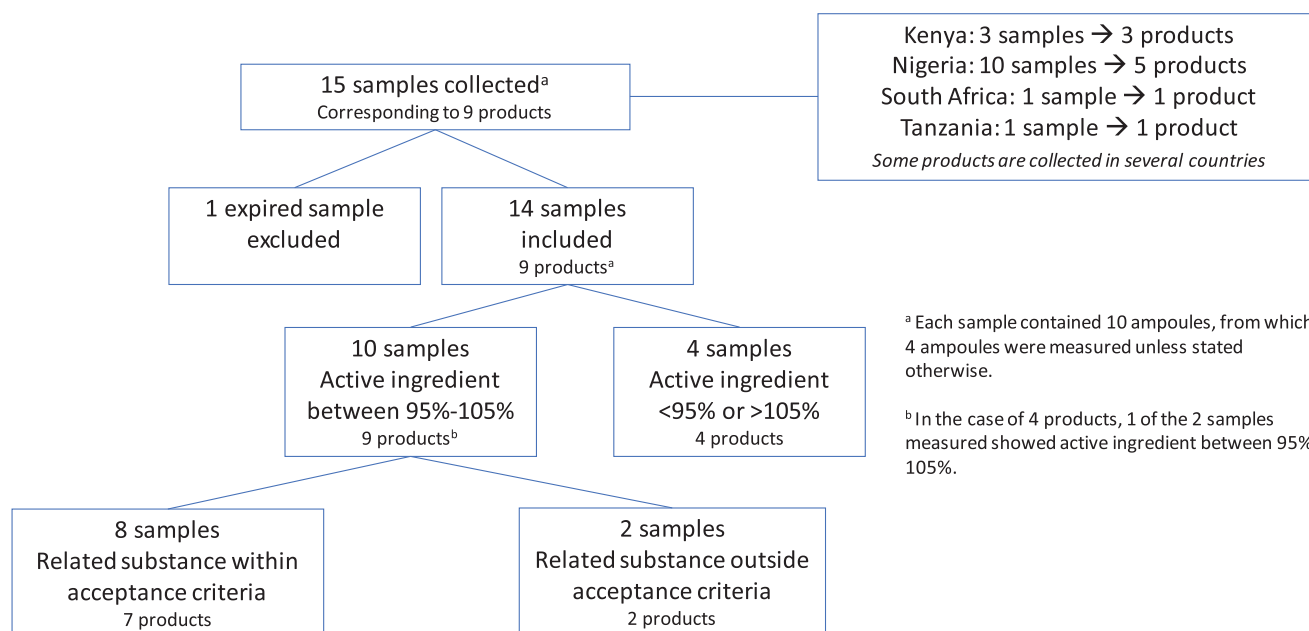 15 samples collectedᵃ
Corresponding to 9 products
Kenya: 3 samples → 3 products
Nigeria: 10 samples → 5 products
South Africa: 1 sample → 1 product
Tanzania: 1 sample → 1 product
Some products are collected in several countries
1 expired sample
excluded
14 samples
included
9 productsᵃ
10 samples
Active ingredient
between 95%-105%
9 productsᵇ
4 samples
Active ingredient
<95% or >105%
4 products
ᵃ Each sample contained 10 ampoules, from which
4 ampoules were measured unless stated
otherwise.
ᵇ In the case of 4 products, 1 of the 2 samples
measured showed active ingredient between 95%
105%.
8 samples
Related substance within
acceptance criteria
7 products
2 samples
Related substance outside
acceptance criteria
2 products